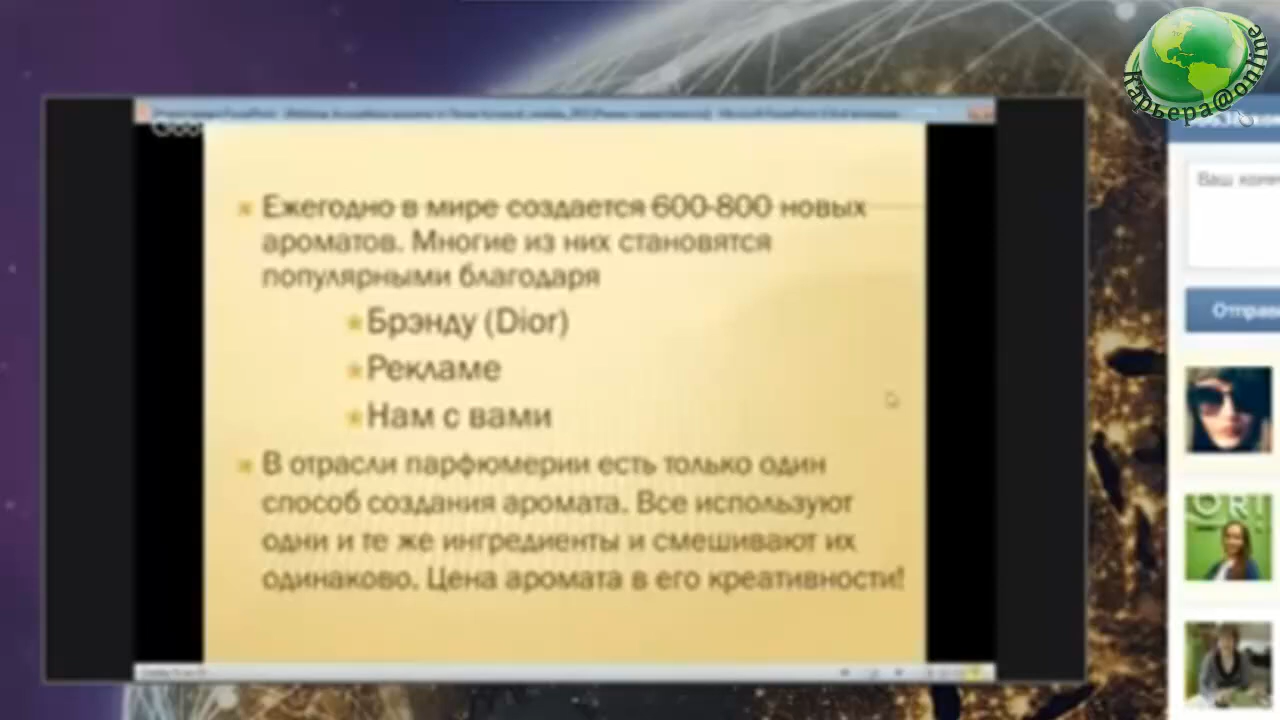 Карьера@online
Ежегодно в мире создается 600-800 новых
ароматов. Многие из них становятся
популярными благодаря
Брэнду (Dior)
Рекламе
Нам с вами
В отрасли парфюмерии есть только один
способ создания аромата. Все используют
одни и те же ингредиенты и смешивают их
одинаково. Цена аромата в его креативности!
Ваш комм
Отправ
ORI